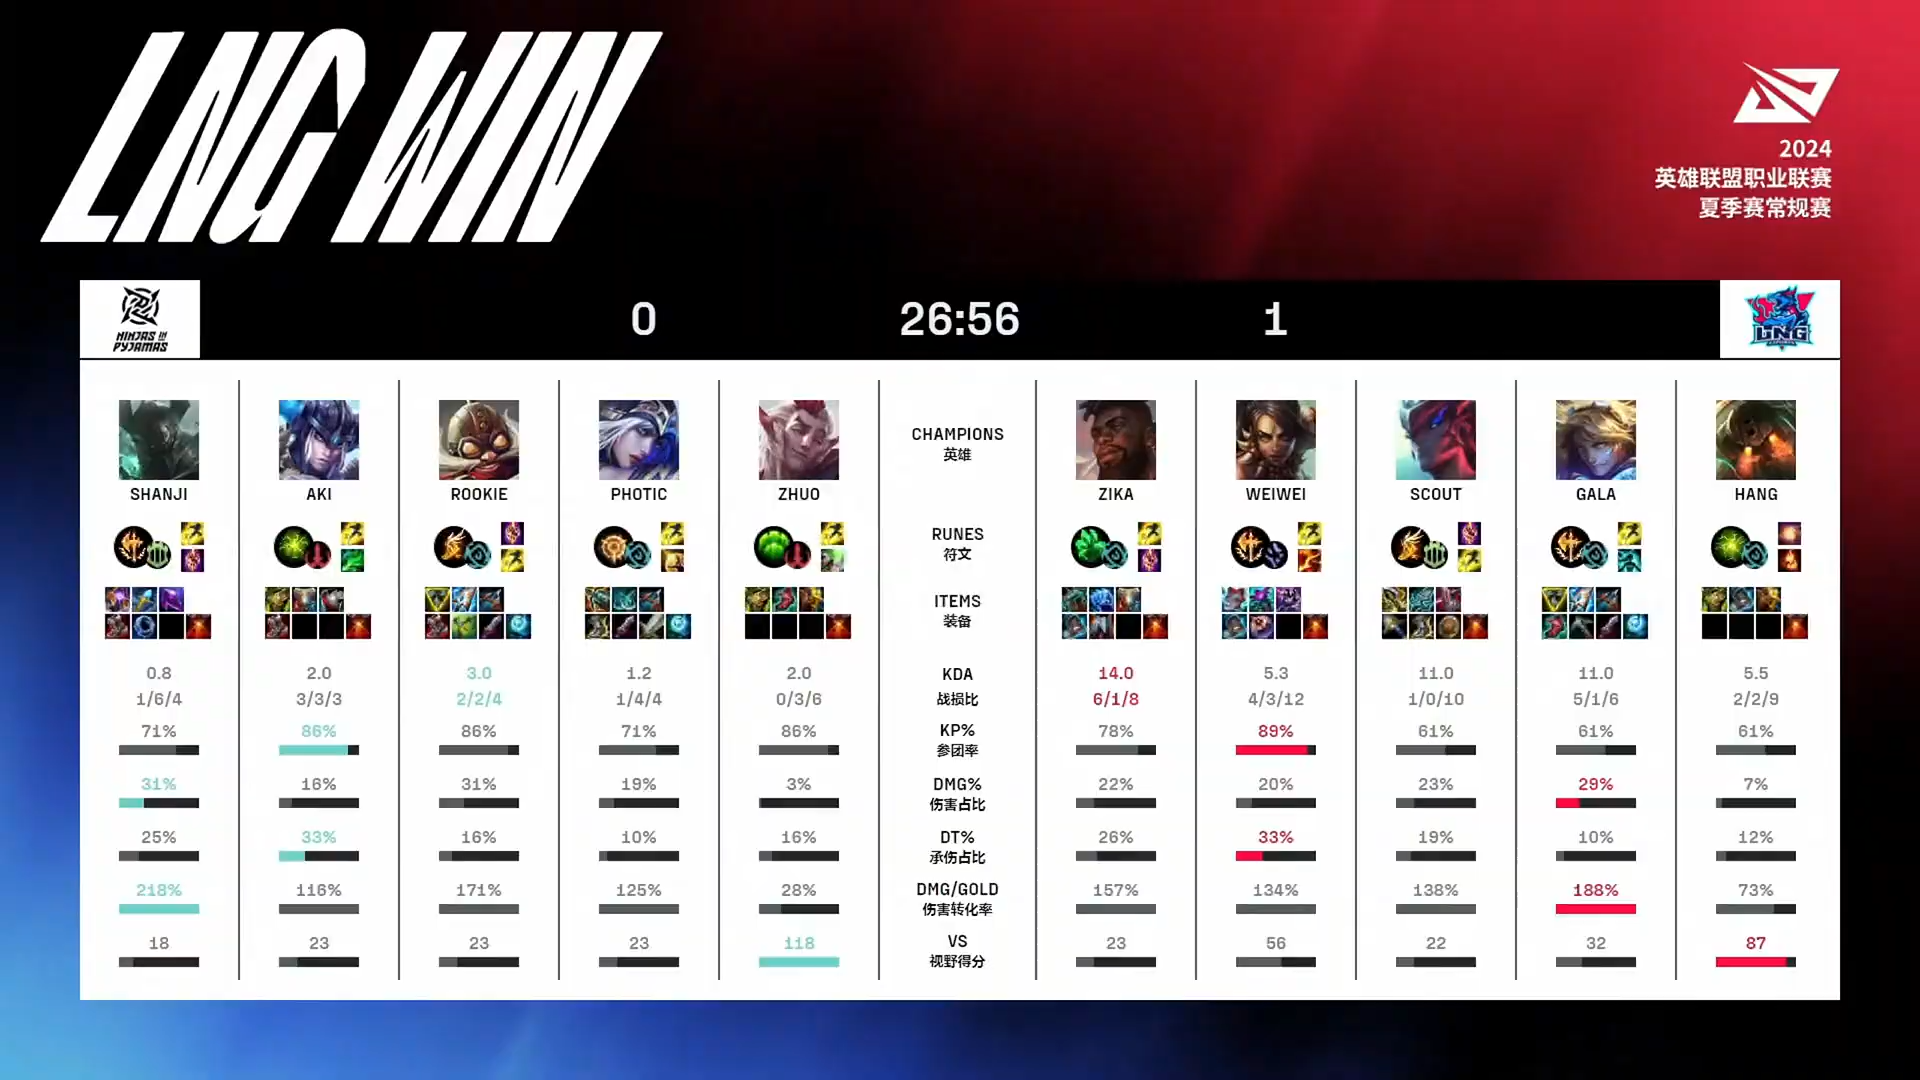 LNG WIN
2024
英雄联盟职业联赛
夏季赛常规赛
NINJAS IN
PYJAMAS
0
26:56
1
LNG
ESPORTS
CHAMPIONS
英雄
SHANJI
AKI
ROOKIE
PHOTIC
ZHUO
ZIKA
WEIWEI
SCOUT
GALA
HANG
RUNES
符文
ITEMS
装备
0.8 2.0 3.0 1.2 2.0 KDA 14.0 5.3 11.0 11.0 5.5
1/6/4 3/3/3 2/2/4 1/4/4 0/3/6 战损比 6/1/8 4/3/12 1/0/10 5/1/6 2/2/9
71% 86% 86% 71% 86% KP% 78% 89% 61% 61% 61%
参团率
31% 16% 31% 19% 3% DMG% 22% 20% 23% 29% 7%
伤害占比
25% 33% 16% 10% 16% DT% 26% 33% 19% 10% 12%
承伤占比
218% 116% 171% 125% 28% DMG/GOLD 157% 134% 138% 188% 73%
伤害转化率
18 23 23 23 118 VS 23 56 22 32 87
视野得分